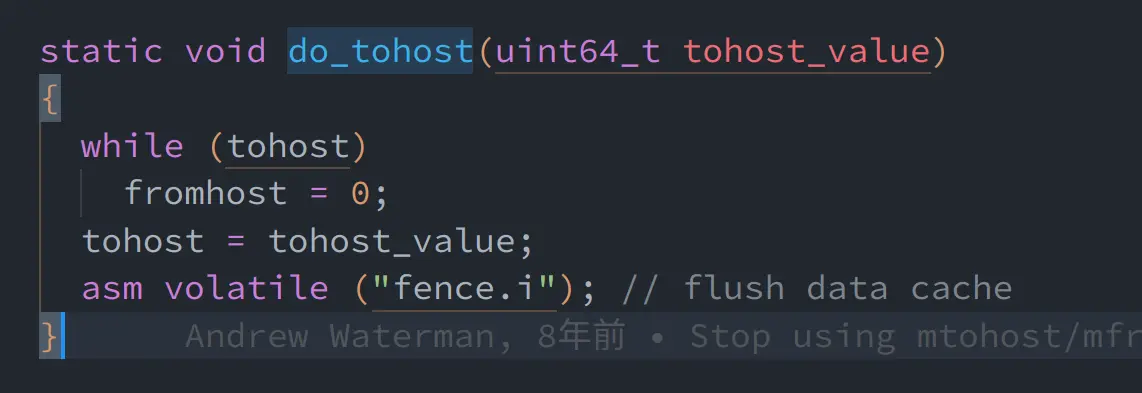 static void do_tohost(uint64_t tohost_value)
{
  while (tohost)
    fromhost = 0;
  tohost = tohost_value;
  asm volatile ("fence.i"); // flush data cache
}      Andrew Waterman, 8年前 • Stop using mtohost/mfr